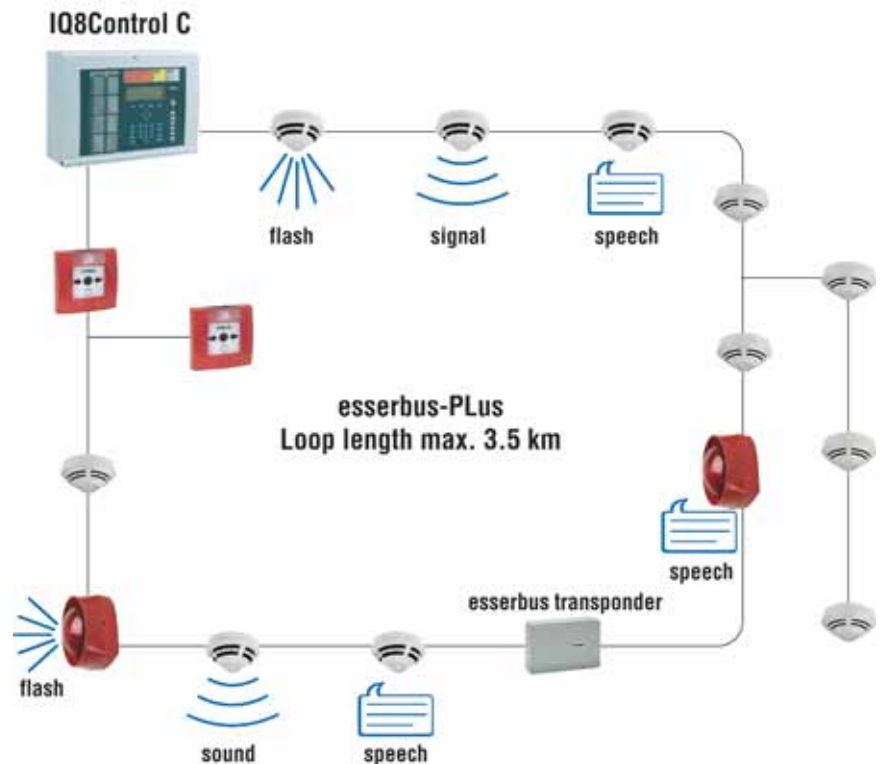 IQ8Control C
flash
signal
speech
esserbus-PLus
Loop length max. 3.5 km
speech
esserbus transponder
flash
sound
speech